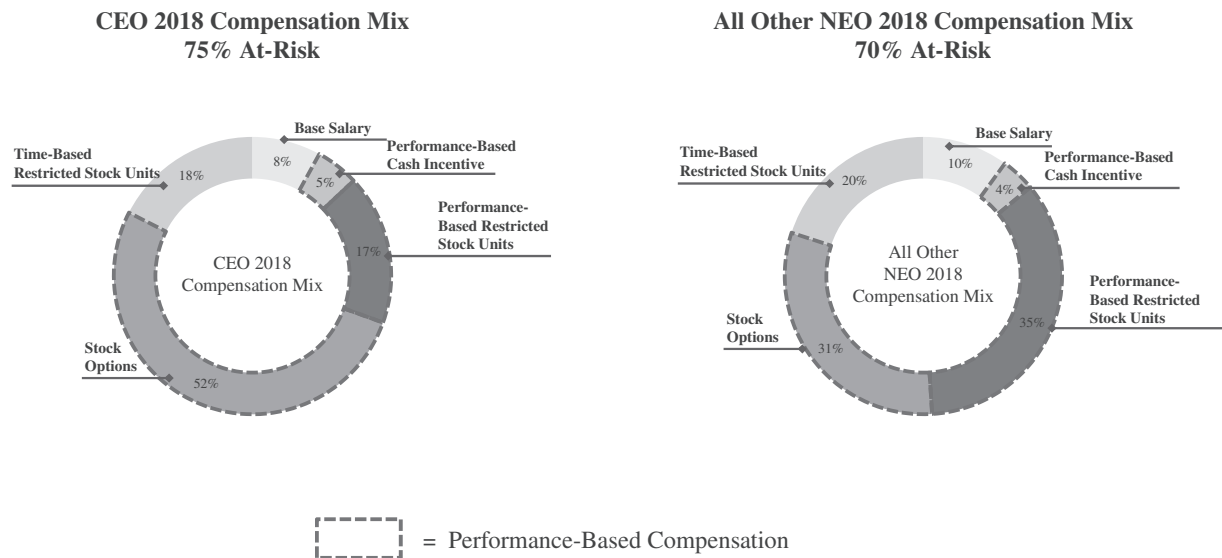 CEO 2018 Compensation Mix
75% At-Risk
Base Salary
Performance-Based
Cash Incentive
Time-Based
Restricted Stock Units
8%
5%
18%
Performance-
Based Restricted
Stock Units
17%
CEO 2018
Compensation Mix
Stock
Options
52%
All Other NEO 2018 Compensation Mix
70% At-Risk
Base Salary
Performance-Based
Cash Incentive
Time-Based
Restricted Stock Units
10%
4%
20%
All Other
NEO 2018
Compensation Mix
Performance-
Based Restricted
Stock Units
35%
Stock
Options
31%
= Performance-Based Compensation